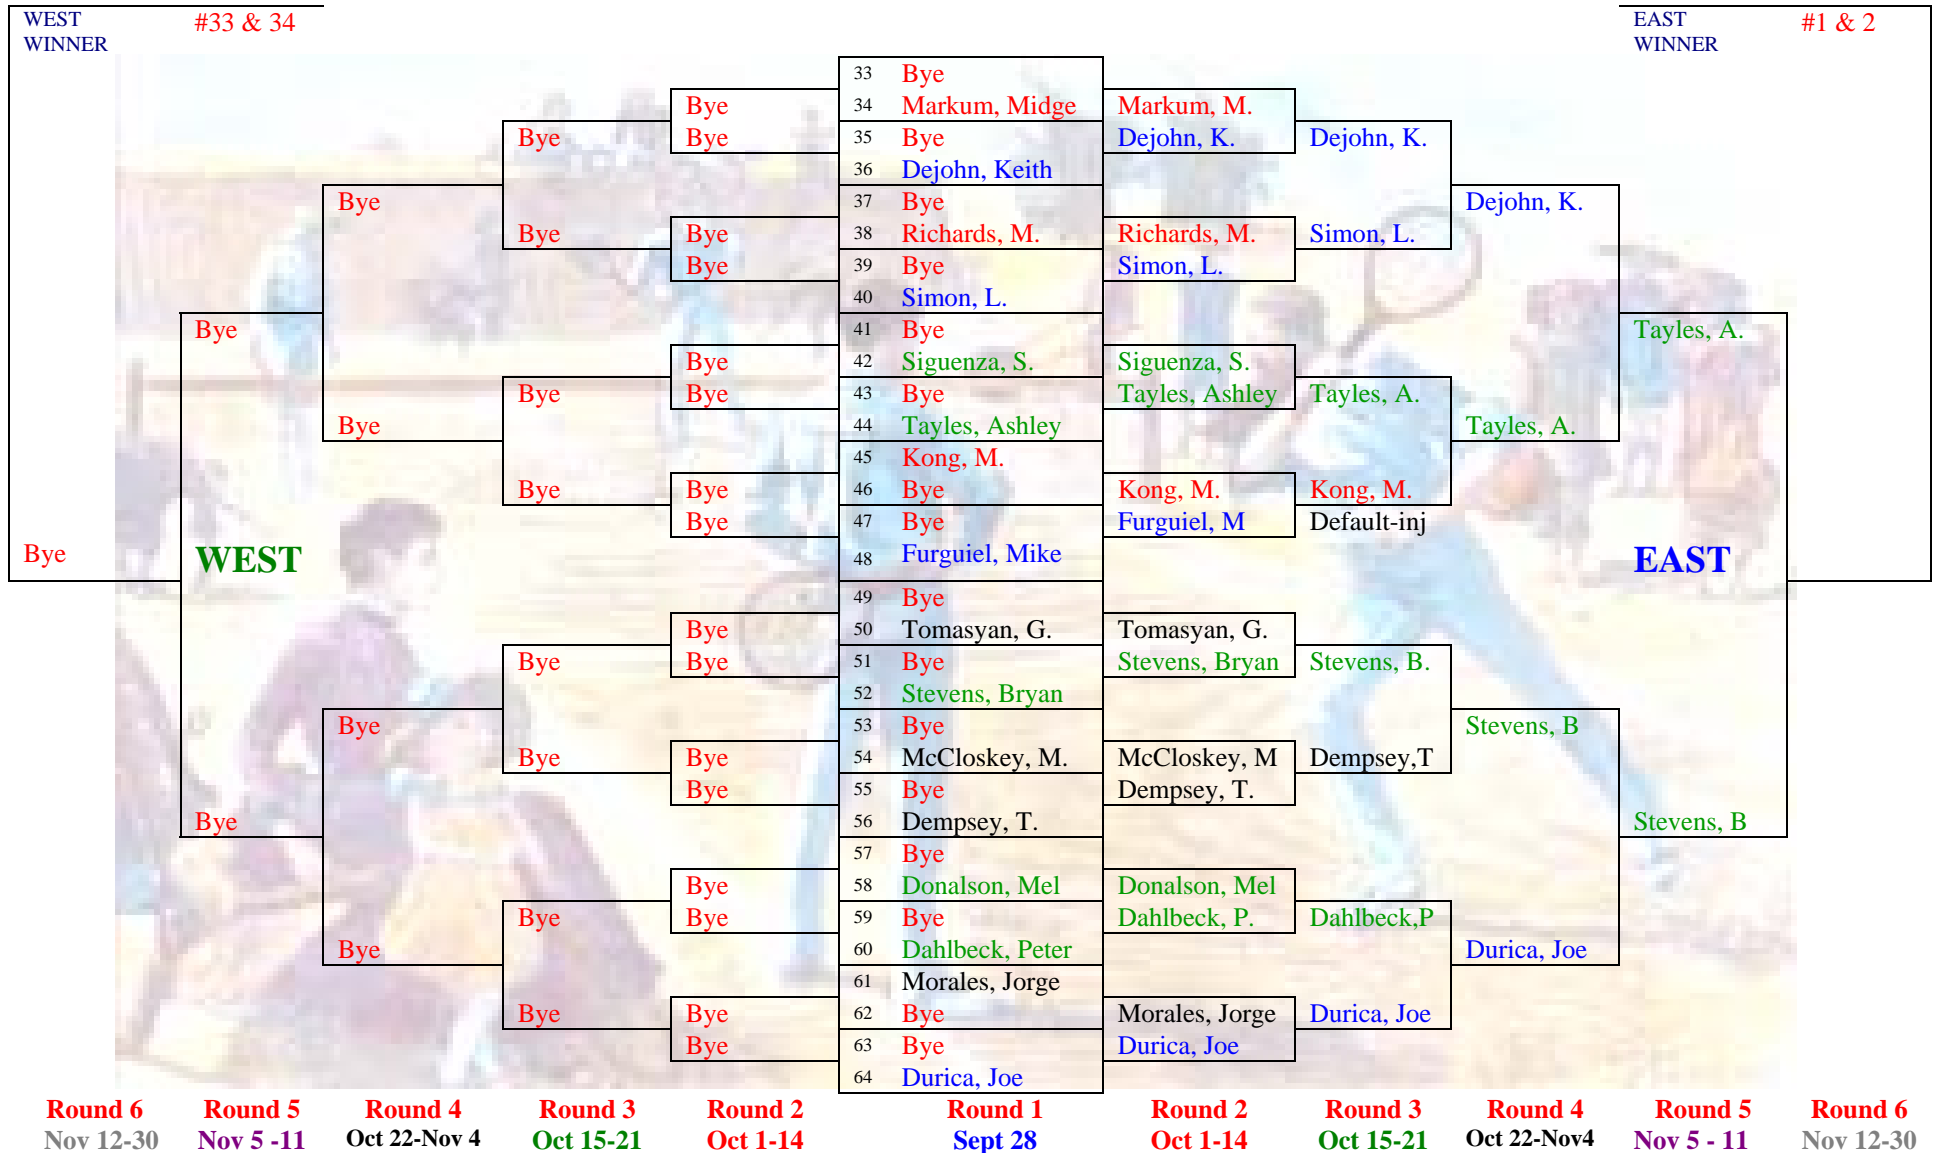 WEST #33 & 34 EAST #1 & 2
WINNER WINNER
33 Bye
Bye 34 Markum, Midge Markum, M.
Bye Bye 35 Bye Dejohn, K. Dejohn, K.
36 Dejohn, Keith
Bye 37 Bye Dejohn, K.
Bye Bye 38 Richards, M. Richards, M. Simon, L.
Bye 39 Bye Simon, L.
40 Simon, L.
Bye 41 Bye Tayles, A.
Bye 42 Siguenza, S. Siguenza, S.
Bye Bye 43 Bye Tayles, Ashley Tayles, A.
Bye 44 Tayles, Ashley Tayles, A.
45 Kong, M.
Bye Bye 46 Bye Kong, M. Kong, M.
Bye 47 Bye Furguiel, M Default-inj
Bye WEST 48 Furguiel, Mike EAST
49 Bye
Bye 50 Tomasyan, G. Tomasyan, G.
Bye Bye 51 Bye Stevens, Bryan Stevens, B.
52 Stevens, Bryan
Bye 53 Bye Stevens, B
Bye Bye 54 McCloskey, M. McCloskey, M Dempsey,T
Bye 55 Bye Dempsey, T.
Bye 56 Dempsey, T. Stevens, B
57 Bye
Bye 58 Donalson, Mel Donalson, Mel
Bye Bye 59 Bye Dahlbeck, P. Dahlbeck,P
Bye 60 Dahlbeck, Peter Durica, Joe
61 Morales, Jorge
Bye Bye 62 Bye Morales, Jorge Durica, Joe
Bye 63 Bye Durica, Joe
64 Durica, Joe
Round 6 Round 5 Round 4 Round 3 Round 2 Round 1 Round 2 Round 3 Round 4 Round 5 Round 6
Nov 12-30 Nov 5 -11 Oct 22-Nov 4 Oct 15-21 Oct 1-14 Sept 28 Oct 1-14 Oct 15-21 Oct 22-Nov4 Nov 5 - 11 Nov 12-30